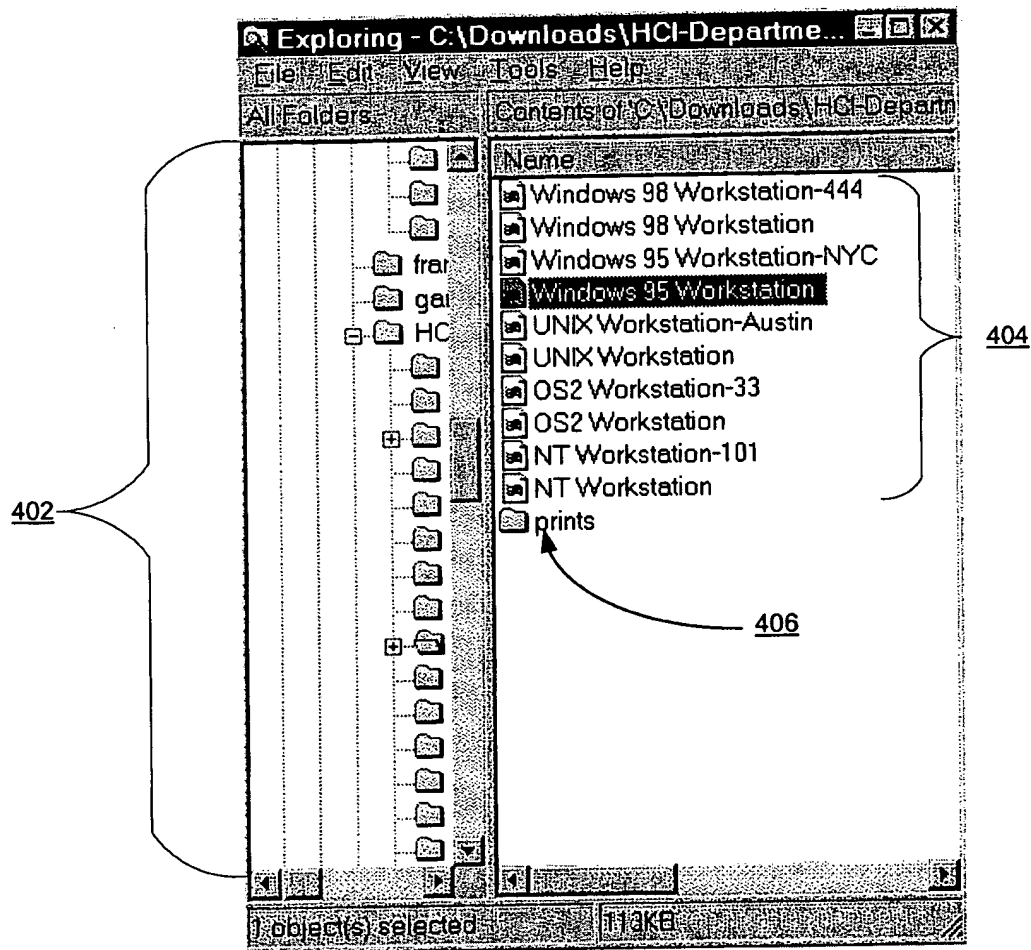 Exploring - C:\Downloads\HCI-Departme...
File Edit View Tools Help
All Folders
Contents of 'C:\Downloads\HCI-Departm
Name
Windows 98 Workstation-444
Windows 98 Workstation
fran
Windows 95 Workstation-NYC
gar
Windows 95 Workstation
HC
UNIX Workstation-Austin
404
UNIX Workstation
OS2 Workstation-33
OS2 Workstation
NT Workstation-101
402
NT Workstation
prints
406
1 object(s) selected
113KB